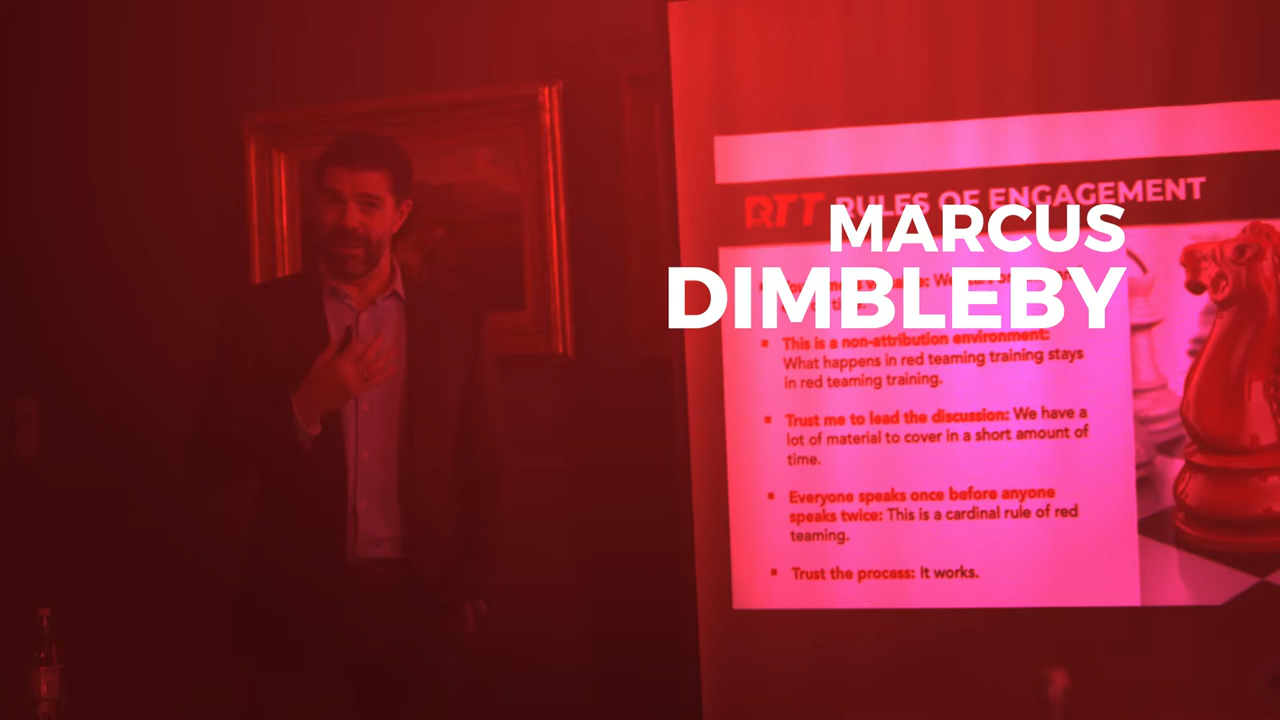 RTT RULES OF ENGAGEMENT
MARCUS
DIMBLEBY
This is a non-attribution environment:
What happens in red teaming training stays
in red teaming training.
Trust me to lead the discussion: We have a
lot of material to cover in a short amount of
time.
Everyone speaks once before anyone
speaks twice: This is a cardinal rule of red
teaming.
Trust the process: It works.